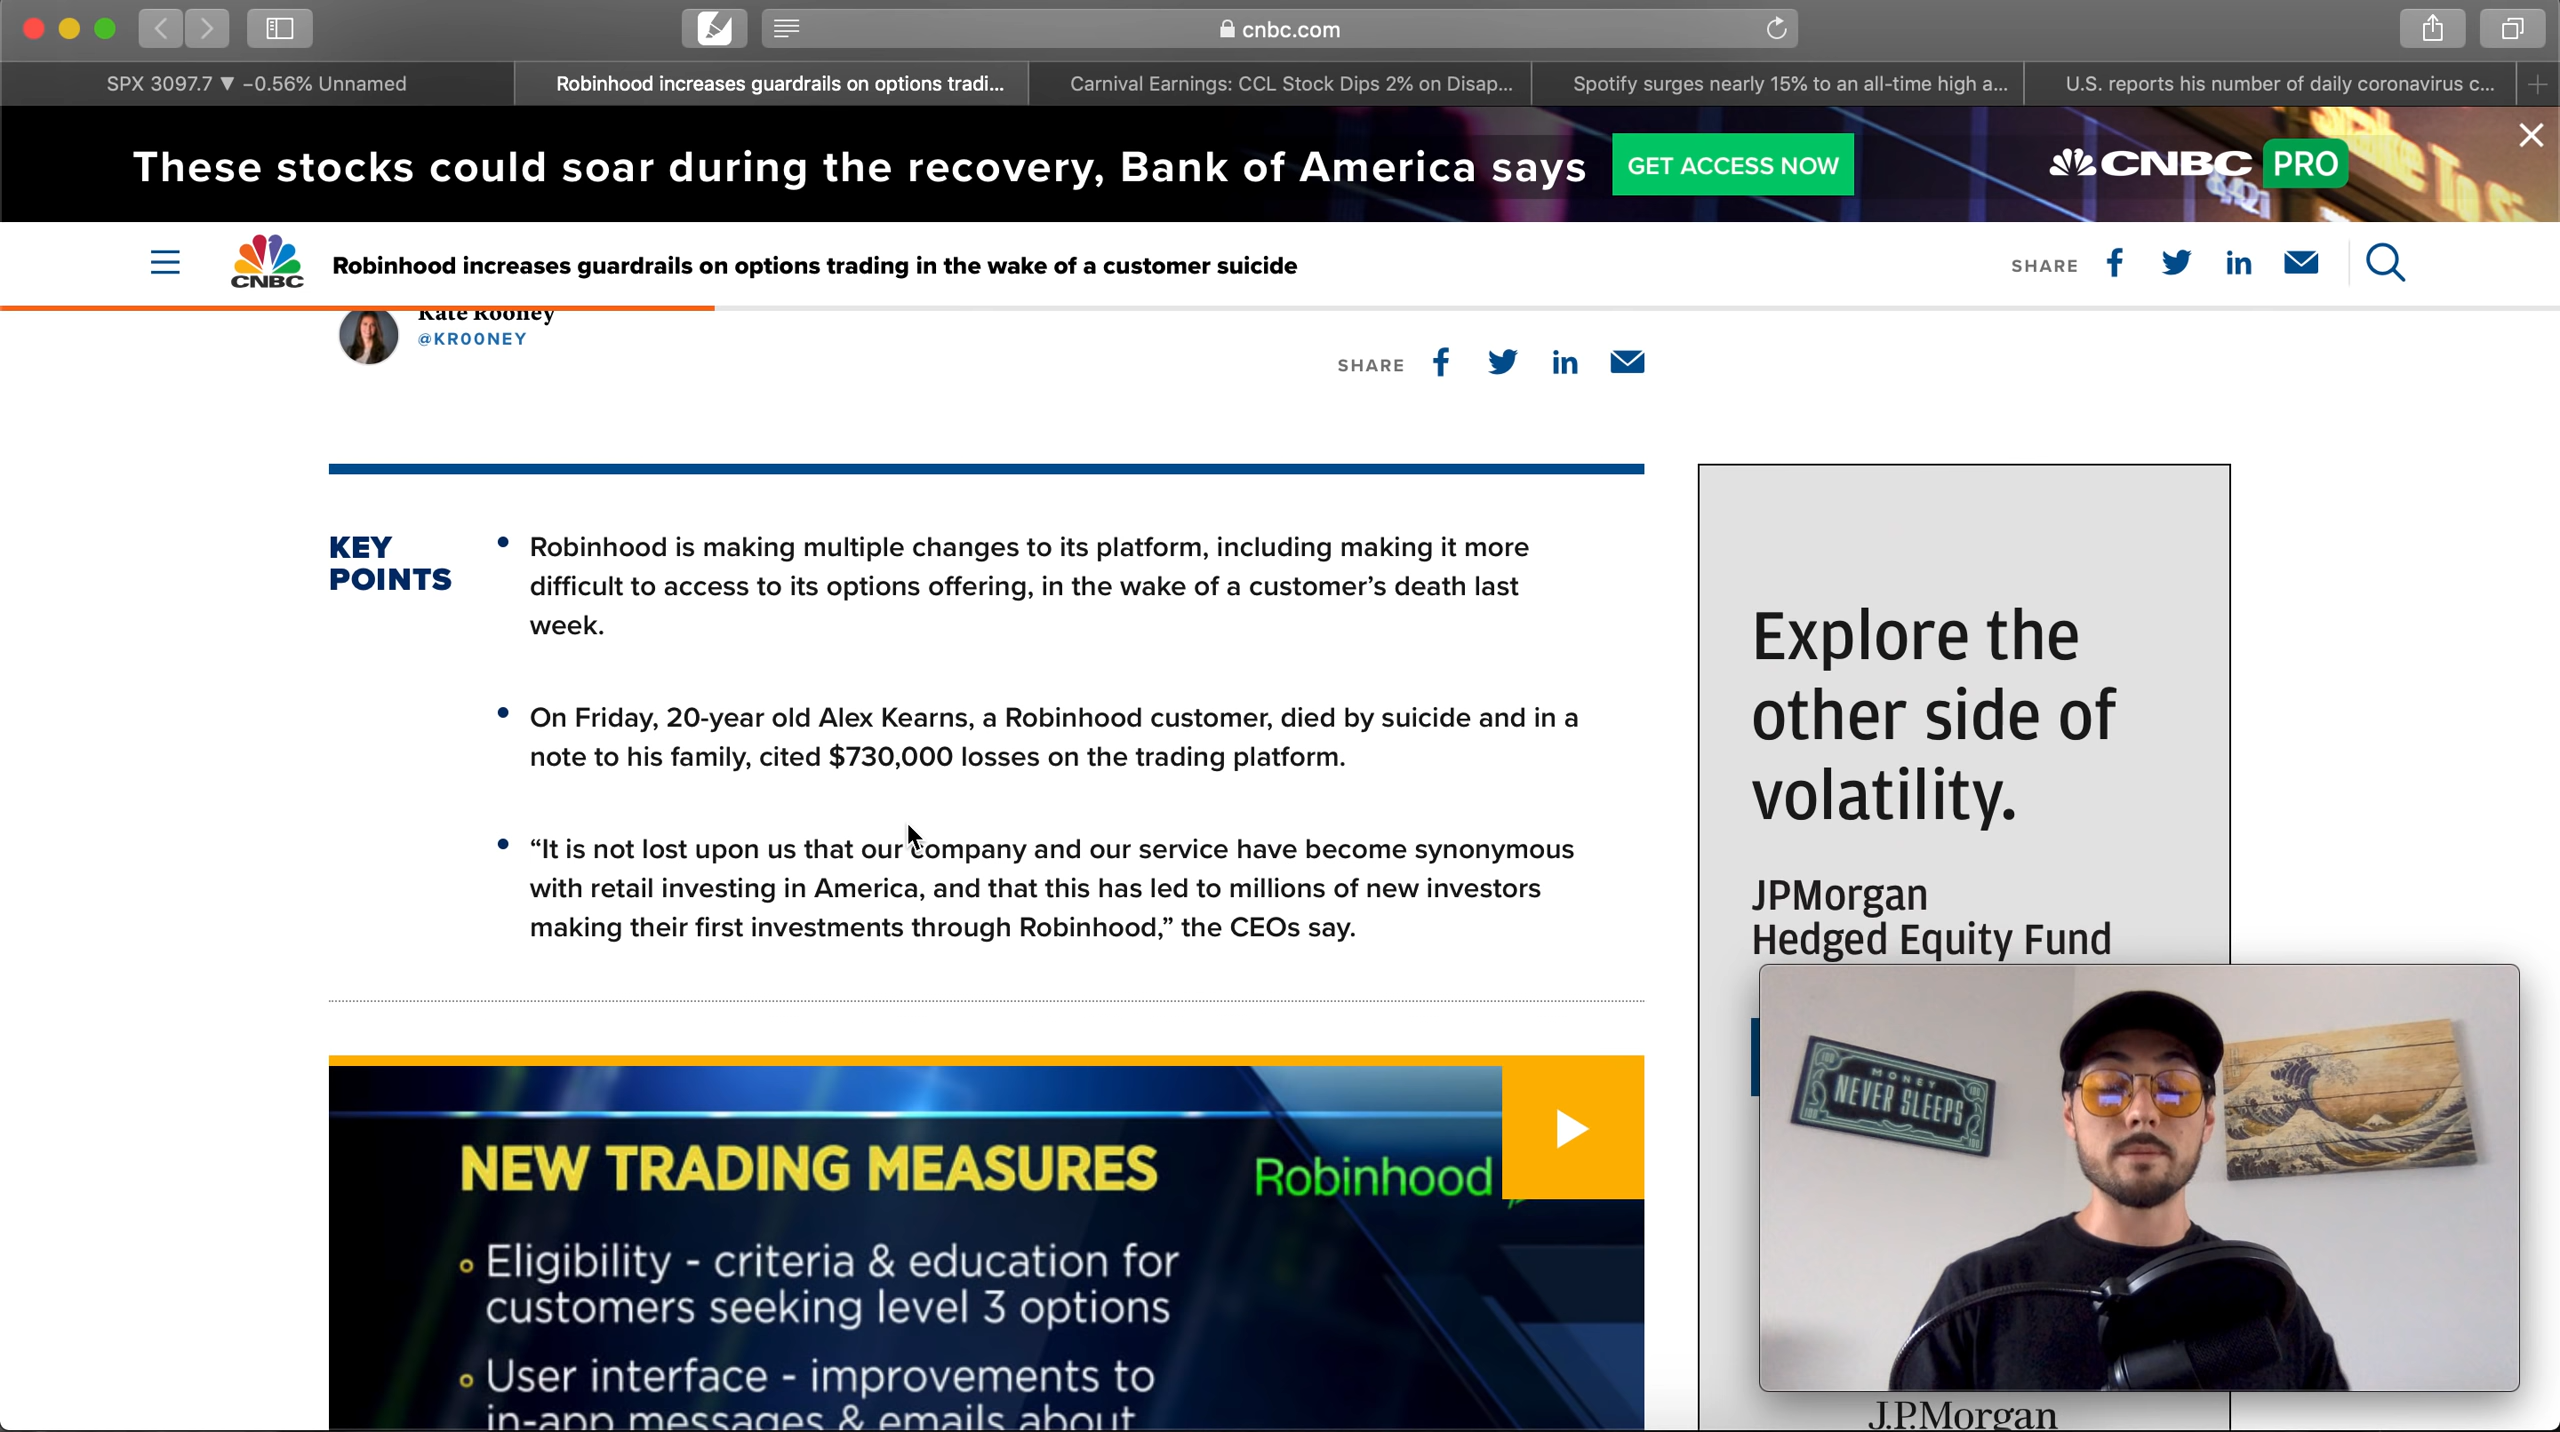 cnbc.com
SPX 3097.7 ▼ −0.56% Unnamed
Robinhood increases guardrails on options tradi...
Carnival Earnings: CCL Stock Dips 2% on Disap...
Spotify surges nearly 15% to an all-time high a...
U.S. reports his number of daily coronavirus c...
These stocks could soar during the recovery, Bank of America says
GET ACCESS NOW
CNBC PRO
CNBC
Robinhood increases guardrails on options trading in the wake of a customer suicide
SHARE
Kate Rooney
@KR00NEY
SHARE
KEY
POINTS
• Robinhood is making multiple changes to its platform, including making it more
difficult to access to its options offering, in the wake of a customer’s death last
week.
• On Friday, 20-year old Alex Kearns, a Robinhood customer, died by suicide and in a
note to his family, cited $730,000 losses on the trading platform.
• “It is not lost upon us that our company and our service have become synonymous
with retail investing in America, and that this has led to millions of new investors
making their first investments through Robinhood,” the CEOs say.
NEW TRADING MEASURES
Robinhood
Eligibility - criteria & education for
customers seeking level 3 options
User interface - improvements to
in-app messages & emails about
Explore the
other side of
volatility.
JPMorgan
Hedged Equity Fund
MONEY
NEVER SLEEPS
J.P.Morgan